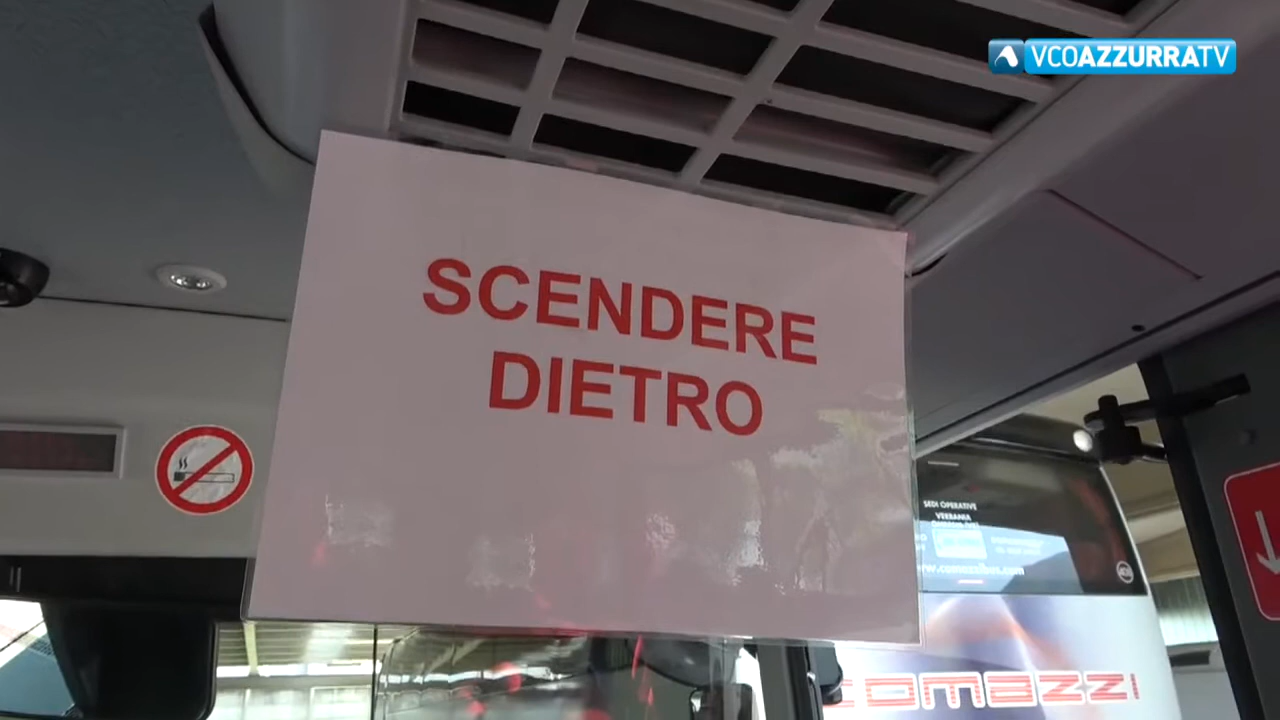 VCOAZZURRATV
SCENDERE
DIETRO
SEDI OPERATIVE
VERBANIA
www.comazzibus.com
comazzi